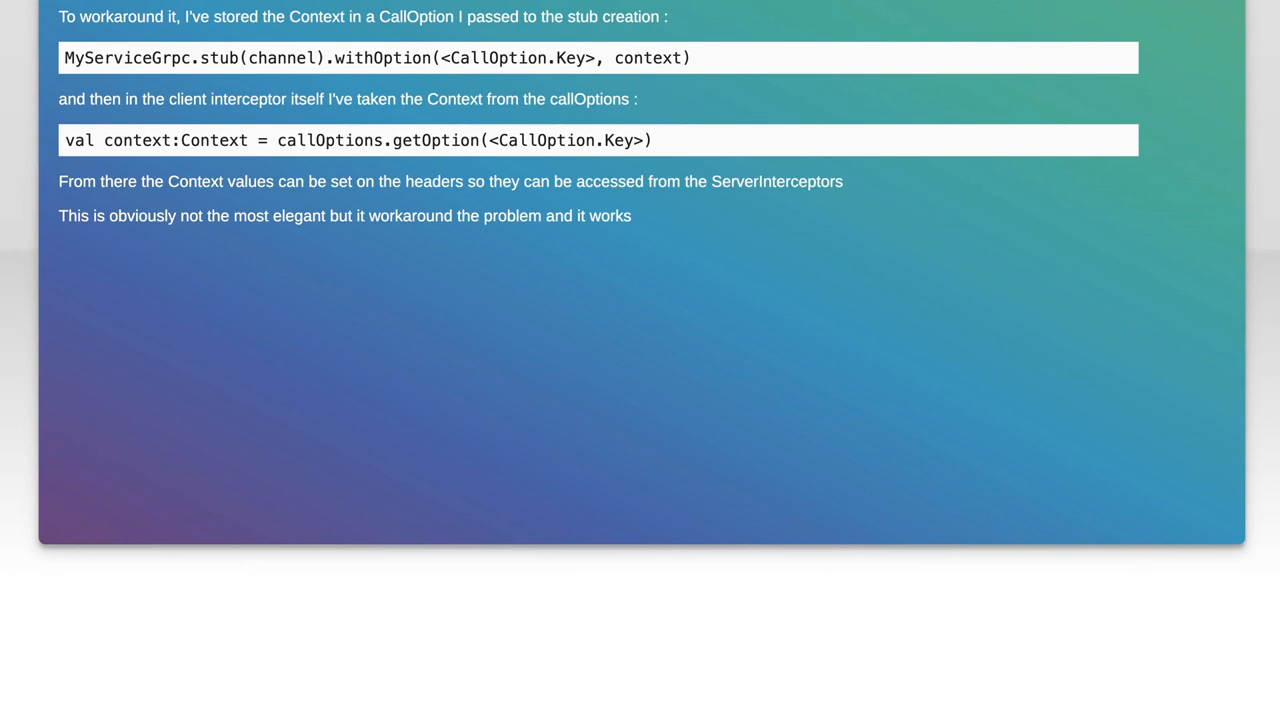 To workaround it, I've stored the Context in a CallOption I passed to the stub creation :
MyServiceGrpc.stub(channel).withOption(<CallOption.Key>, context)
and then in the client interceptor itself I've taken the Context from the callOptions :
val context:Context = callOptions.getOption(<CallOption.Key>)
From there the Context values can be set on the headers so they can be accessed from the ServerInterceptors
This is obviously not the most elegant but it workaround the problem and it works